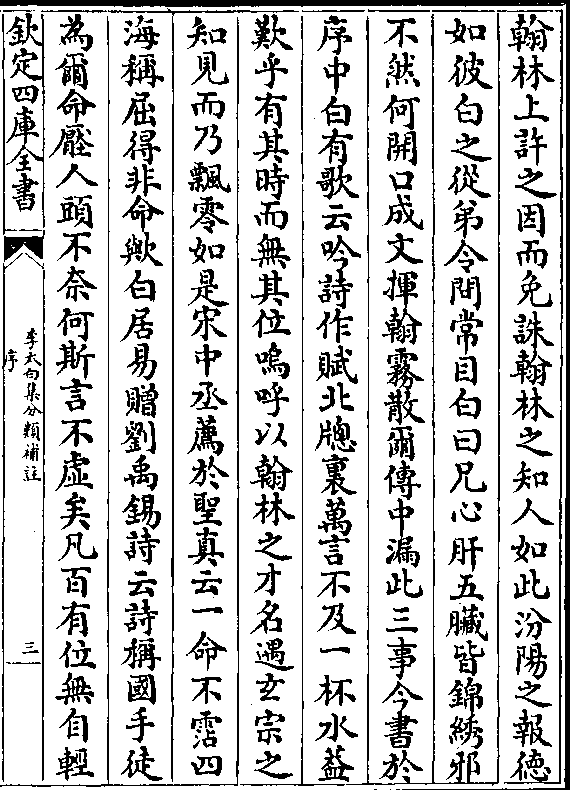 翰林上許之因而免誅翰林之知人如此汾陽之報德
如彼白之從弟令問常目白曰兄心肝五臟皆錦綉邪
不然何開口成文揮翰霧散爾傳中漏此三事今書於
序中白有歌云吟詩作賦北牕裏萬言不及一杯水葢
歎乎有其時而無其位嗚呼以翰林之才名遇玄宗之
知見而乃飄零如是宋中丞薦於聖真云一命不霑四
海稱屈得非命歟白居易贈劉禹錫詩云詩稱國手徒
為爾命壓人頭不奈何斯言不虛矣凡百有位無自輕
欽定四庫全書
李太白集分類補註
序
三